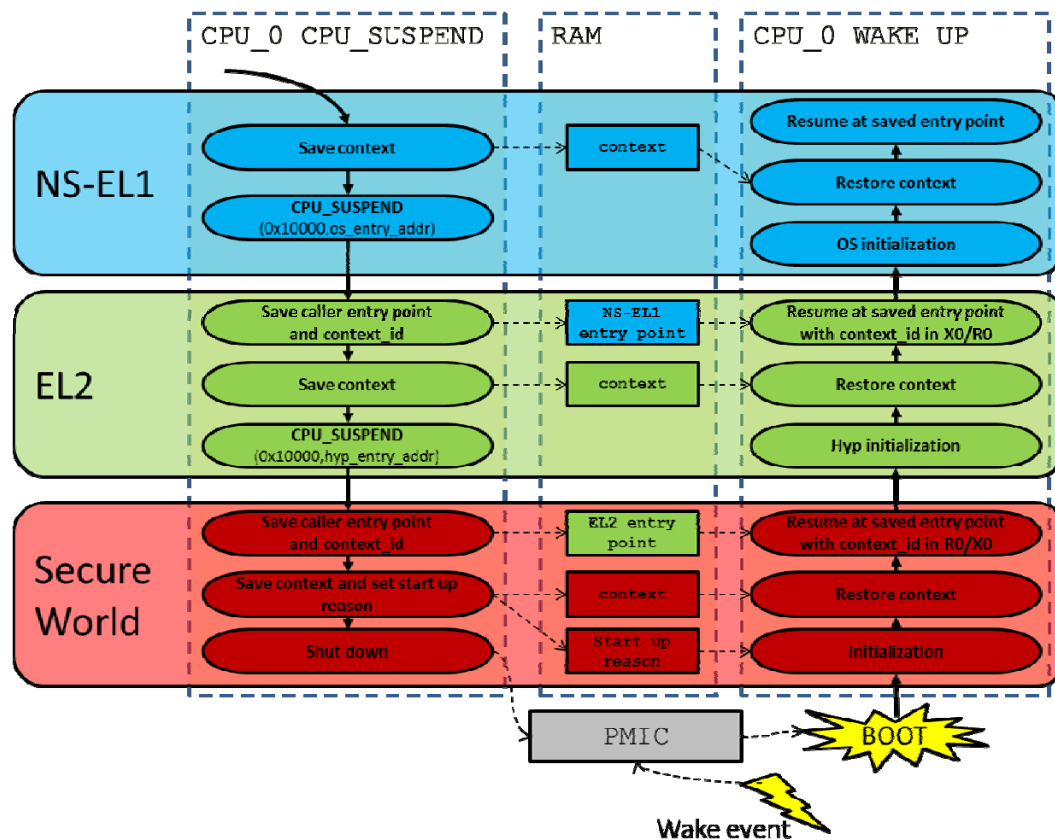 CPU_0 CPU_SUSPEND
RAM
CPU_0 WAKE UP
NS-EL1
Save context
CPU_SUSPEND
(0x10000,os_entry_addr)
context
Resume at saved entry point
Restore context
OS initialization
EL2
Save caller entry point
and context_id
Save context
CPU_SUSPEND
(0x10000,hyp_entry_addr)
NS-EL1
entry point
context
Resume at saved entry point
with context_id in X0/R0
Restore context
Hyp initialization
Secure
World
Save caller entry point
and context_id
Save context and set start up
reason
Shut down
EL2 entry
point
context
Start up
reason
Resume at saved entry point
with context_id in R0/X0
Restore context
Initialization
PMIC
BOOT
Wake event